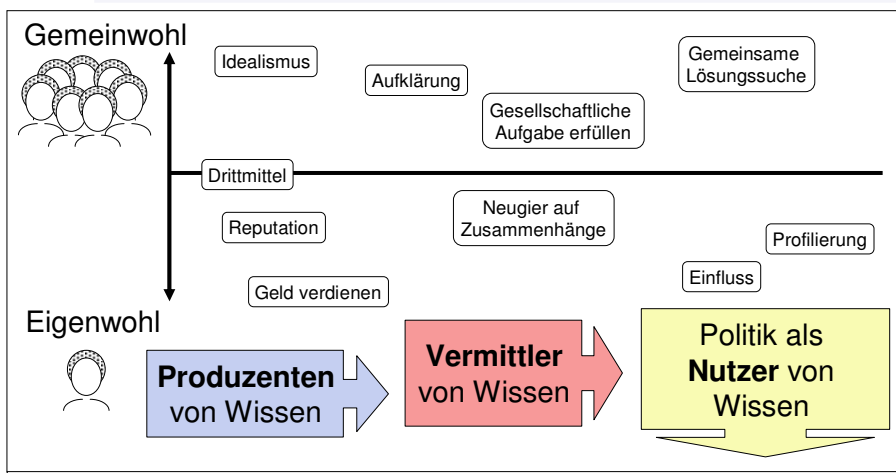 Gemeinwohl
Idealismus
Aufklärung
Gemeinsame
Lösungssuche
Gesellschaftliche
Aufgabe erfüllen
Drittmittel
Reputation
Neugier auf
Zusammenhänge
Profilierung
Einfluss
Geld verdienen
Eigenwohl
Produzenten
von Wissen
Vermittler
von Wissen
Politik als
Nutzer von
Wissen